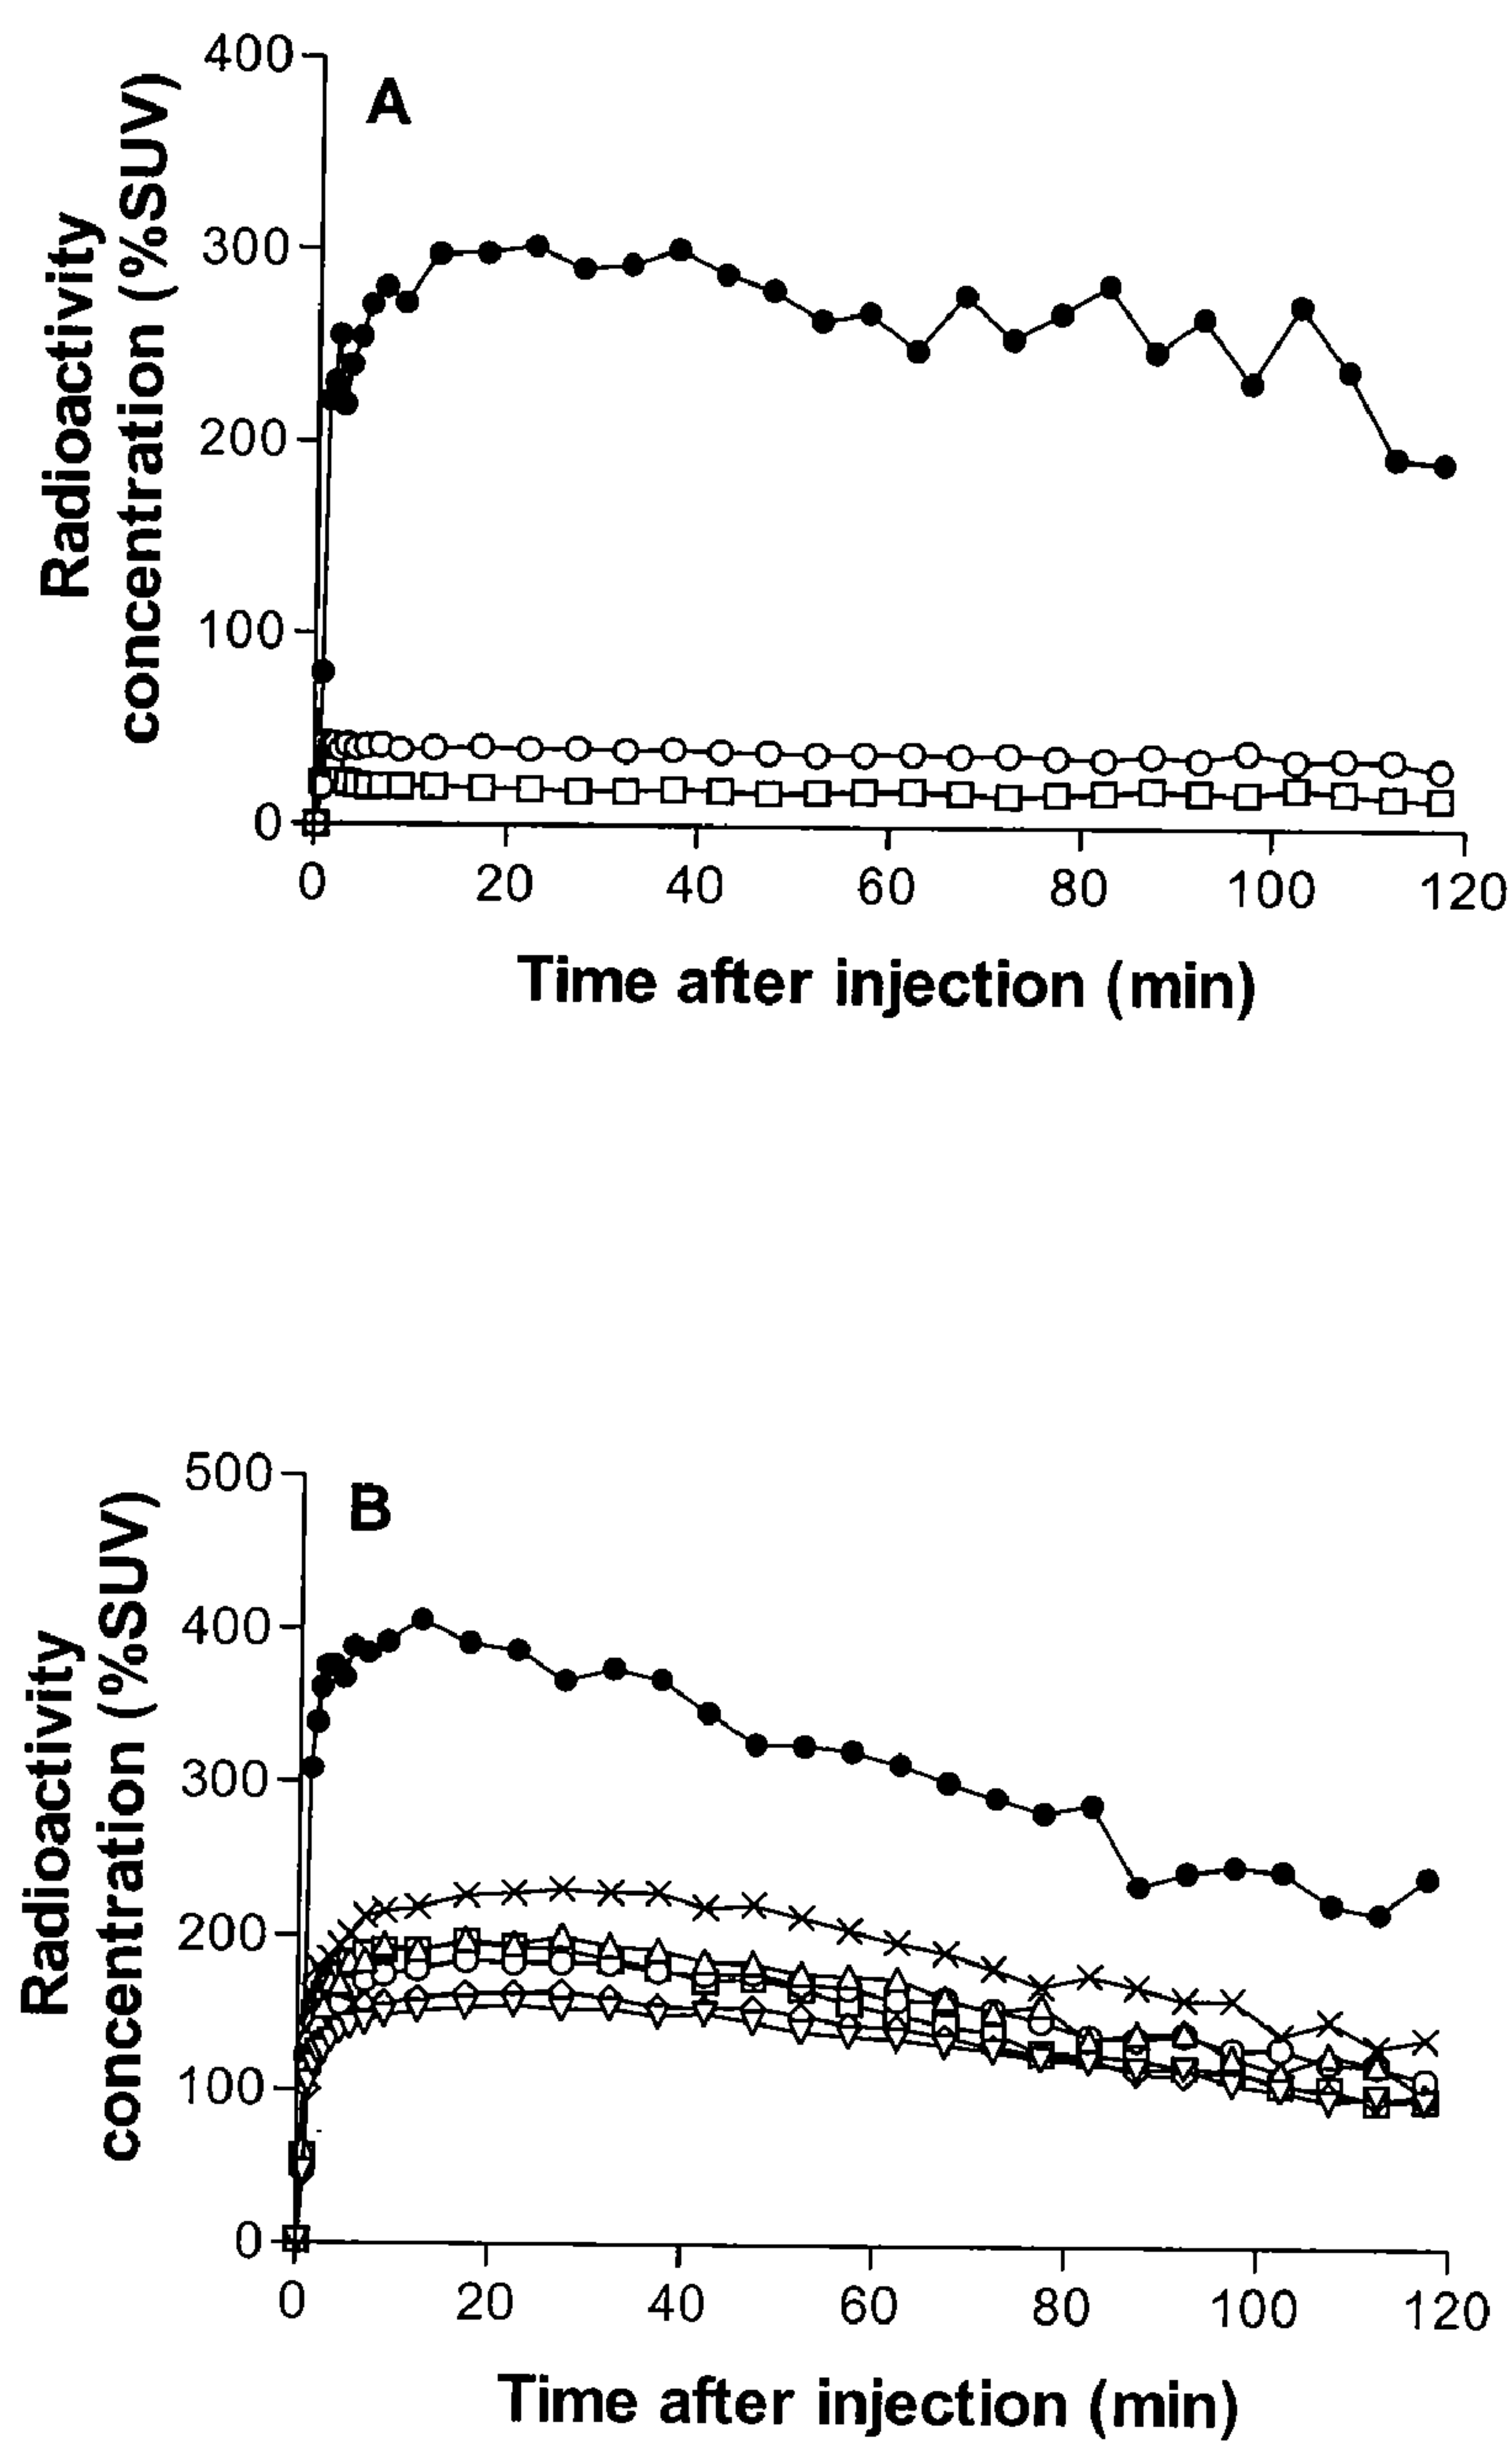 A
Radioactivity
concentration (%SUV)
400
300
200
100
0
0 20 40 60 80 100 120
Time after injection (min)
B
Radioactivity
concentration (%SUV)
500
400
300
200
100
0
0 20 40 60 80 100 120
Time after injection (min)